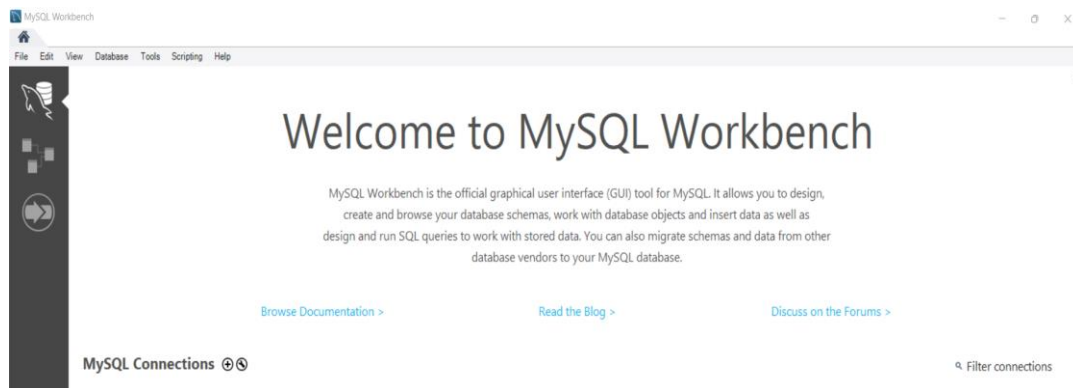 MySQL Workbench
File Edit View Database Tools Scripting Help
Welcome to MySQL Workbench
MySQL Workbench is the official graphical user interface (GUI) tool for MySQL. It allows you to design,
create and browse your database schemas, work with database objects and insert data as well as
design and run SQL queries to work with stored data. You can also migrate schemas and data from other
database vendors to your MySQL database.
Browse Documentation > Read the Blog > Discuss on the Forums >
MySQL Connections Filter connections